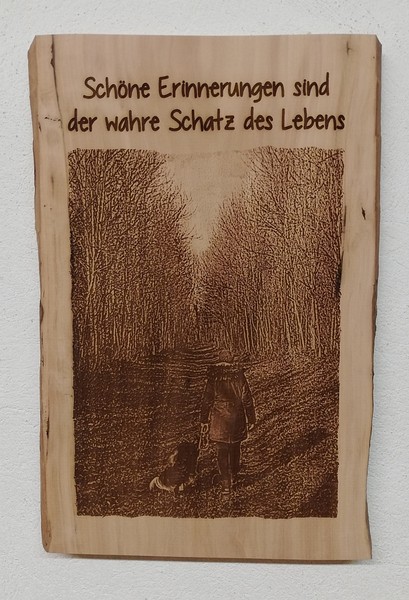 Schöne Erinnerungen sind
der wahre Schatz des Lebens